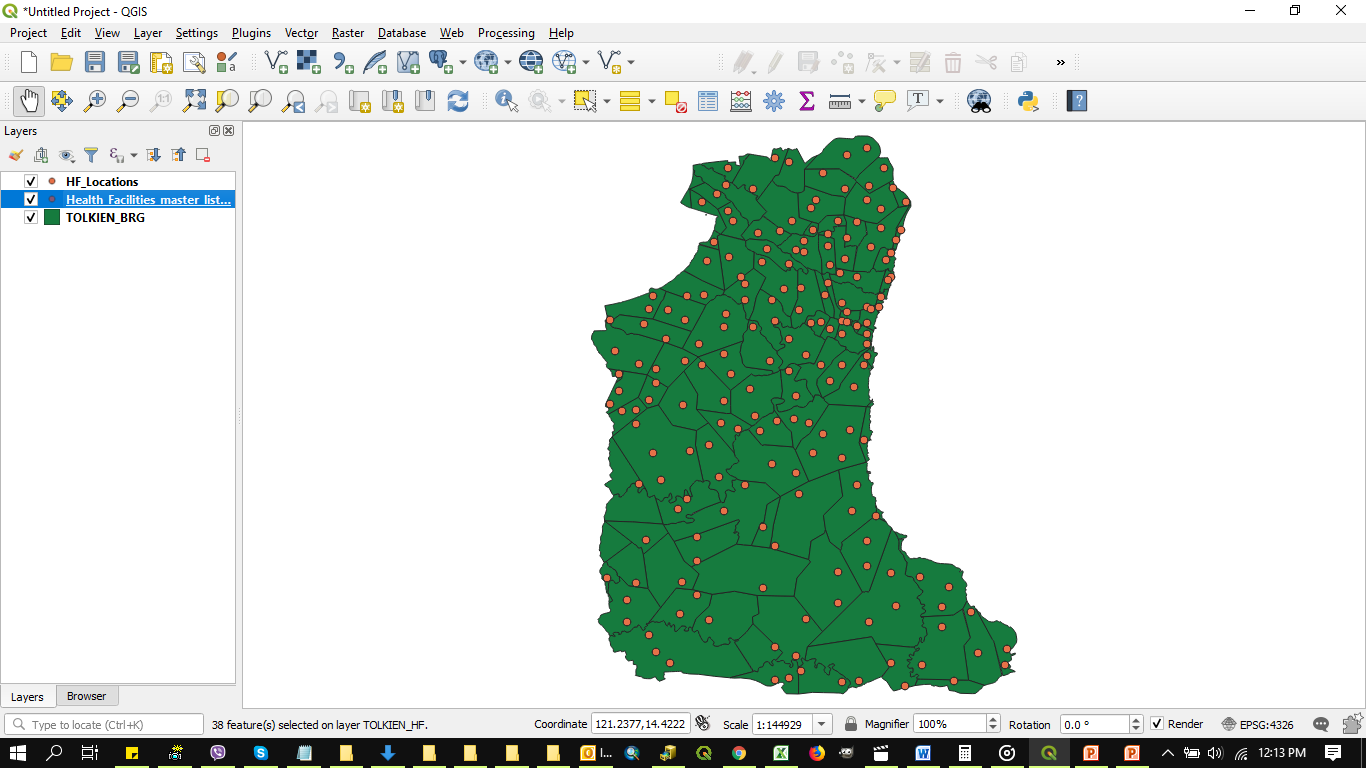 *Untitled Project - QGIS
Project Edit View Layer Settings Plugins Vector Raster Database Web Processing Help
Layers
HF_Locations
Health_Facilities_master_list...
TOLKIEN_BRG
Layers Browser
Type to locate (Ctrl+K) 38 feature(s) selected on layer TOLKIEN_HF. Coordinate 121.2377,14.4222 Scale 1:144929 Magnifier 100% Rotation 0.0 ° Render EPSG:4326
I... 12:13 PM